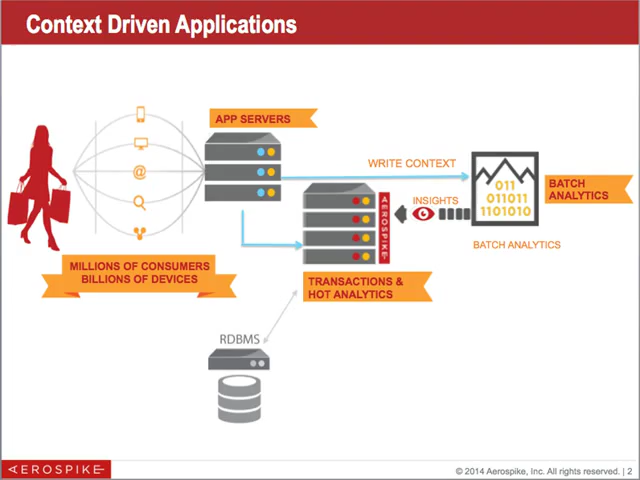 Context Driven Applications
APP SERVERS
WRITE CONTEXT
@
011
011011
1101010
BATCH
ANALYTICS
INSIGHTS
AEROSPIKE
BATCH ANALYTICS
MILLIONS OF CONSUMERS
BILLIONS OF DEVICES
TRANSACTIONS &
HOT ANALYTICS
RDBMS
AEROSPIKE
© 2014 Aerospike, Inc. All rights reserved. | 2